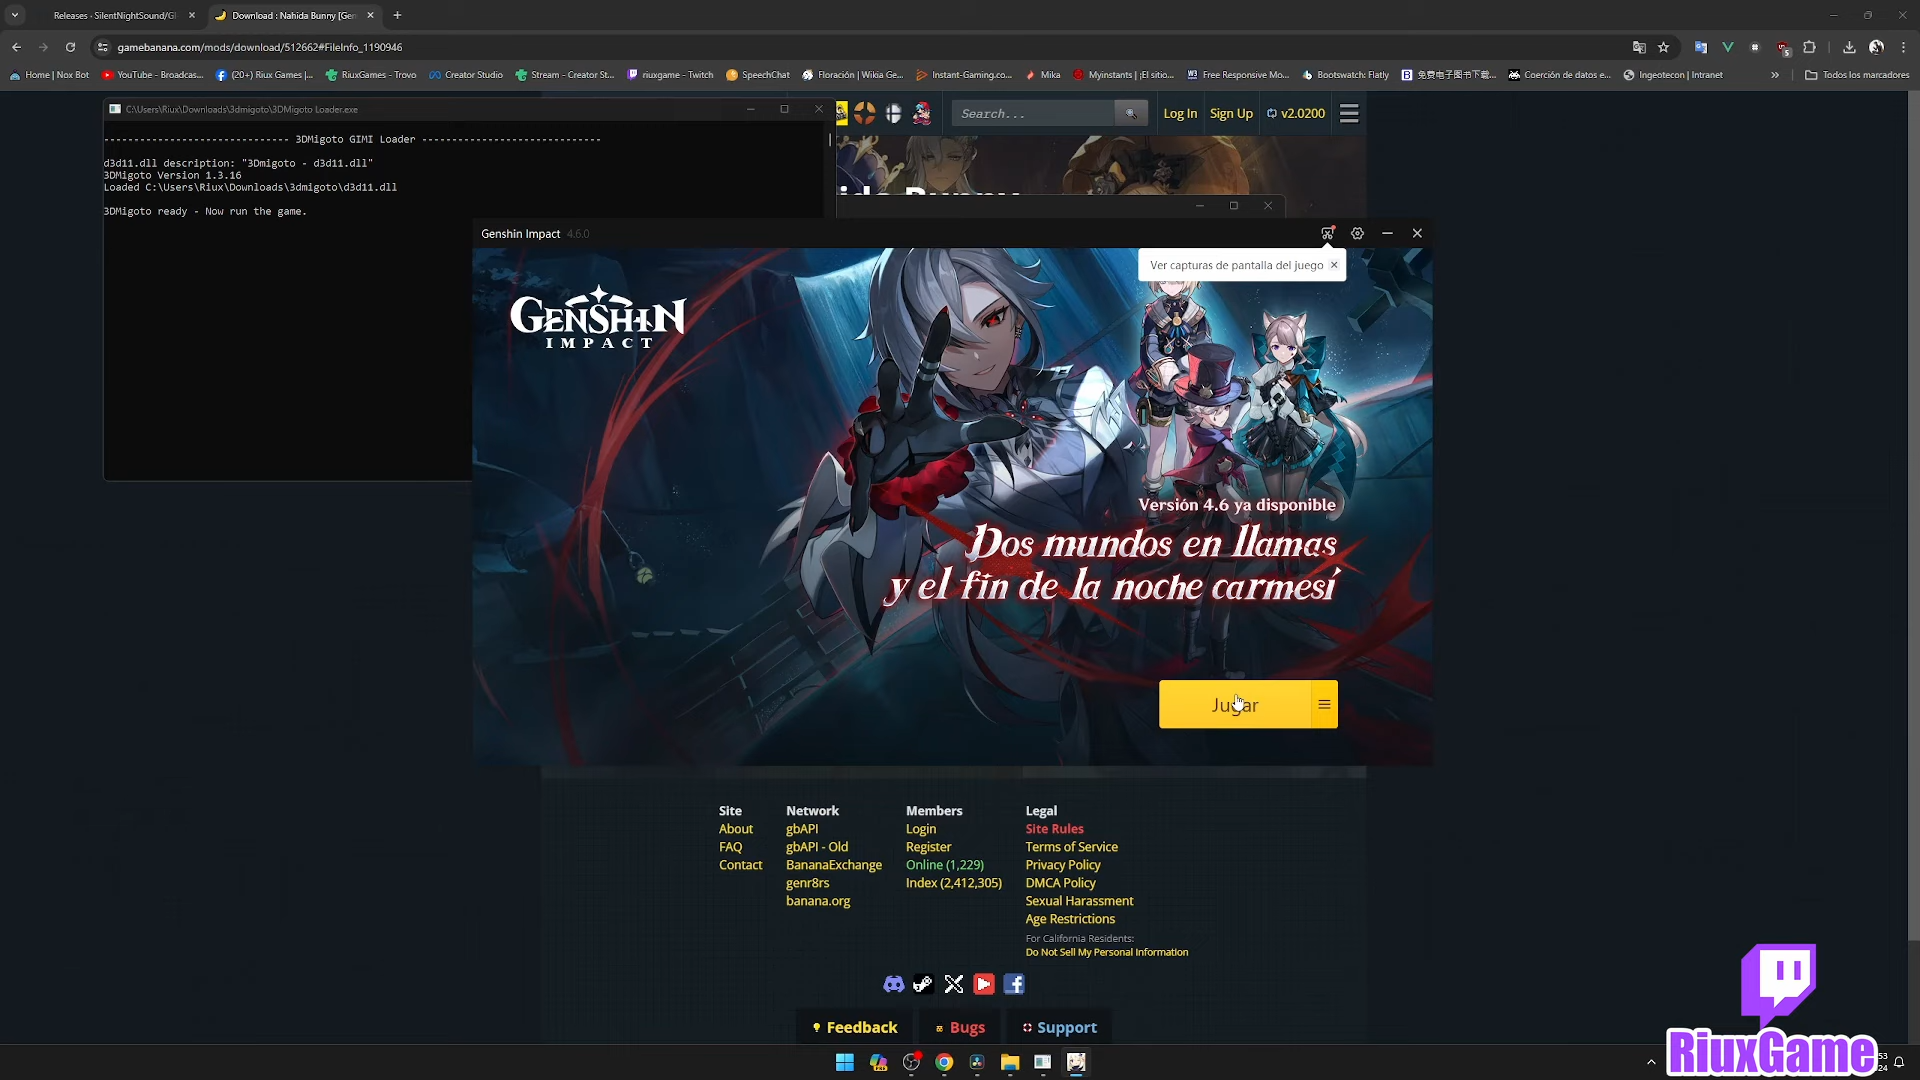 Releases - SilentNightSound/GI
Download : Nahida Bunny [Gen
gamebanana.com/mods/download/512662#FileInfo_1190946
Home | Nox Bot
YouTube - Broadcas...
(20+) Riux Games |...
RiuxGames - Trovo
Creator Studio
Stream - Creator St...
riuxgame - Twitch
SpeechChat
Floración | Wikia Ge...
Instant-Gaming.co...
Mika
Myinstants | ¡El sitio...
Free Responsive Mo...
Bootswatch: Flatly
免费电子图书下载...
Coerción de datos e...
Ingeotecon | Intranet
»
Todos los marcadores
C:\Users\Riux\Downloads\3dmigoto\3DMigoto Loader.exe
Search...
Log In
Sign Up
v2.0200
------------------------------- 3DMigoto GIMI Loader ------------------------------
d3d11.dll description: "3Dmigoto - d3d11.dll"
3DMigoto Version 1.3.16
Loaded C:\Users\Riux\Downloads\3dmigoto\d3d11.dll
3DMigoto ready - Now run the game.
Genshin Impact 4.6.0
Ver capturas de pantalla del juego
GENSHIN
IMPACT
Versión 4.6 ya disponible
Dos mundos en llamas
y el fin de la noche carmesí
Jugar
Site
About
FAQ
Contact
Network
gbAPI
gbAPI - Old
BananaExchange
genr8rs
banana.org
Members
Login
Register
Online (1,229)
Index (2,412,305)
Legal
Site Rules
Terms of Service
Privacy Policy
DMCA Policy
Sexual Harassment
Age Restrictions
For California Residents:
Do Not Sell My Personal Information
Feedback
Bugs
Support
RiuxGame